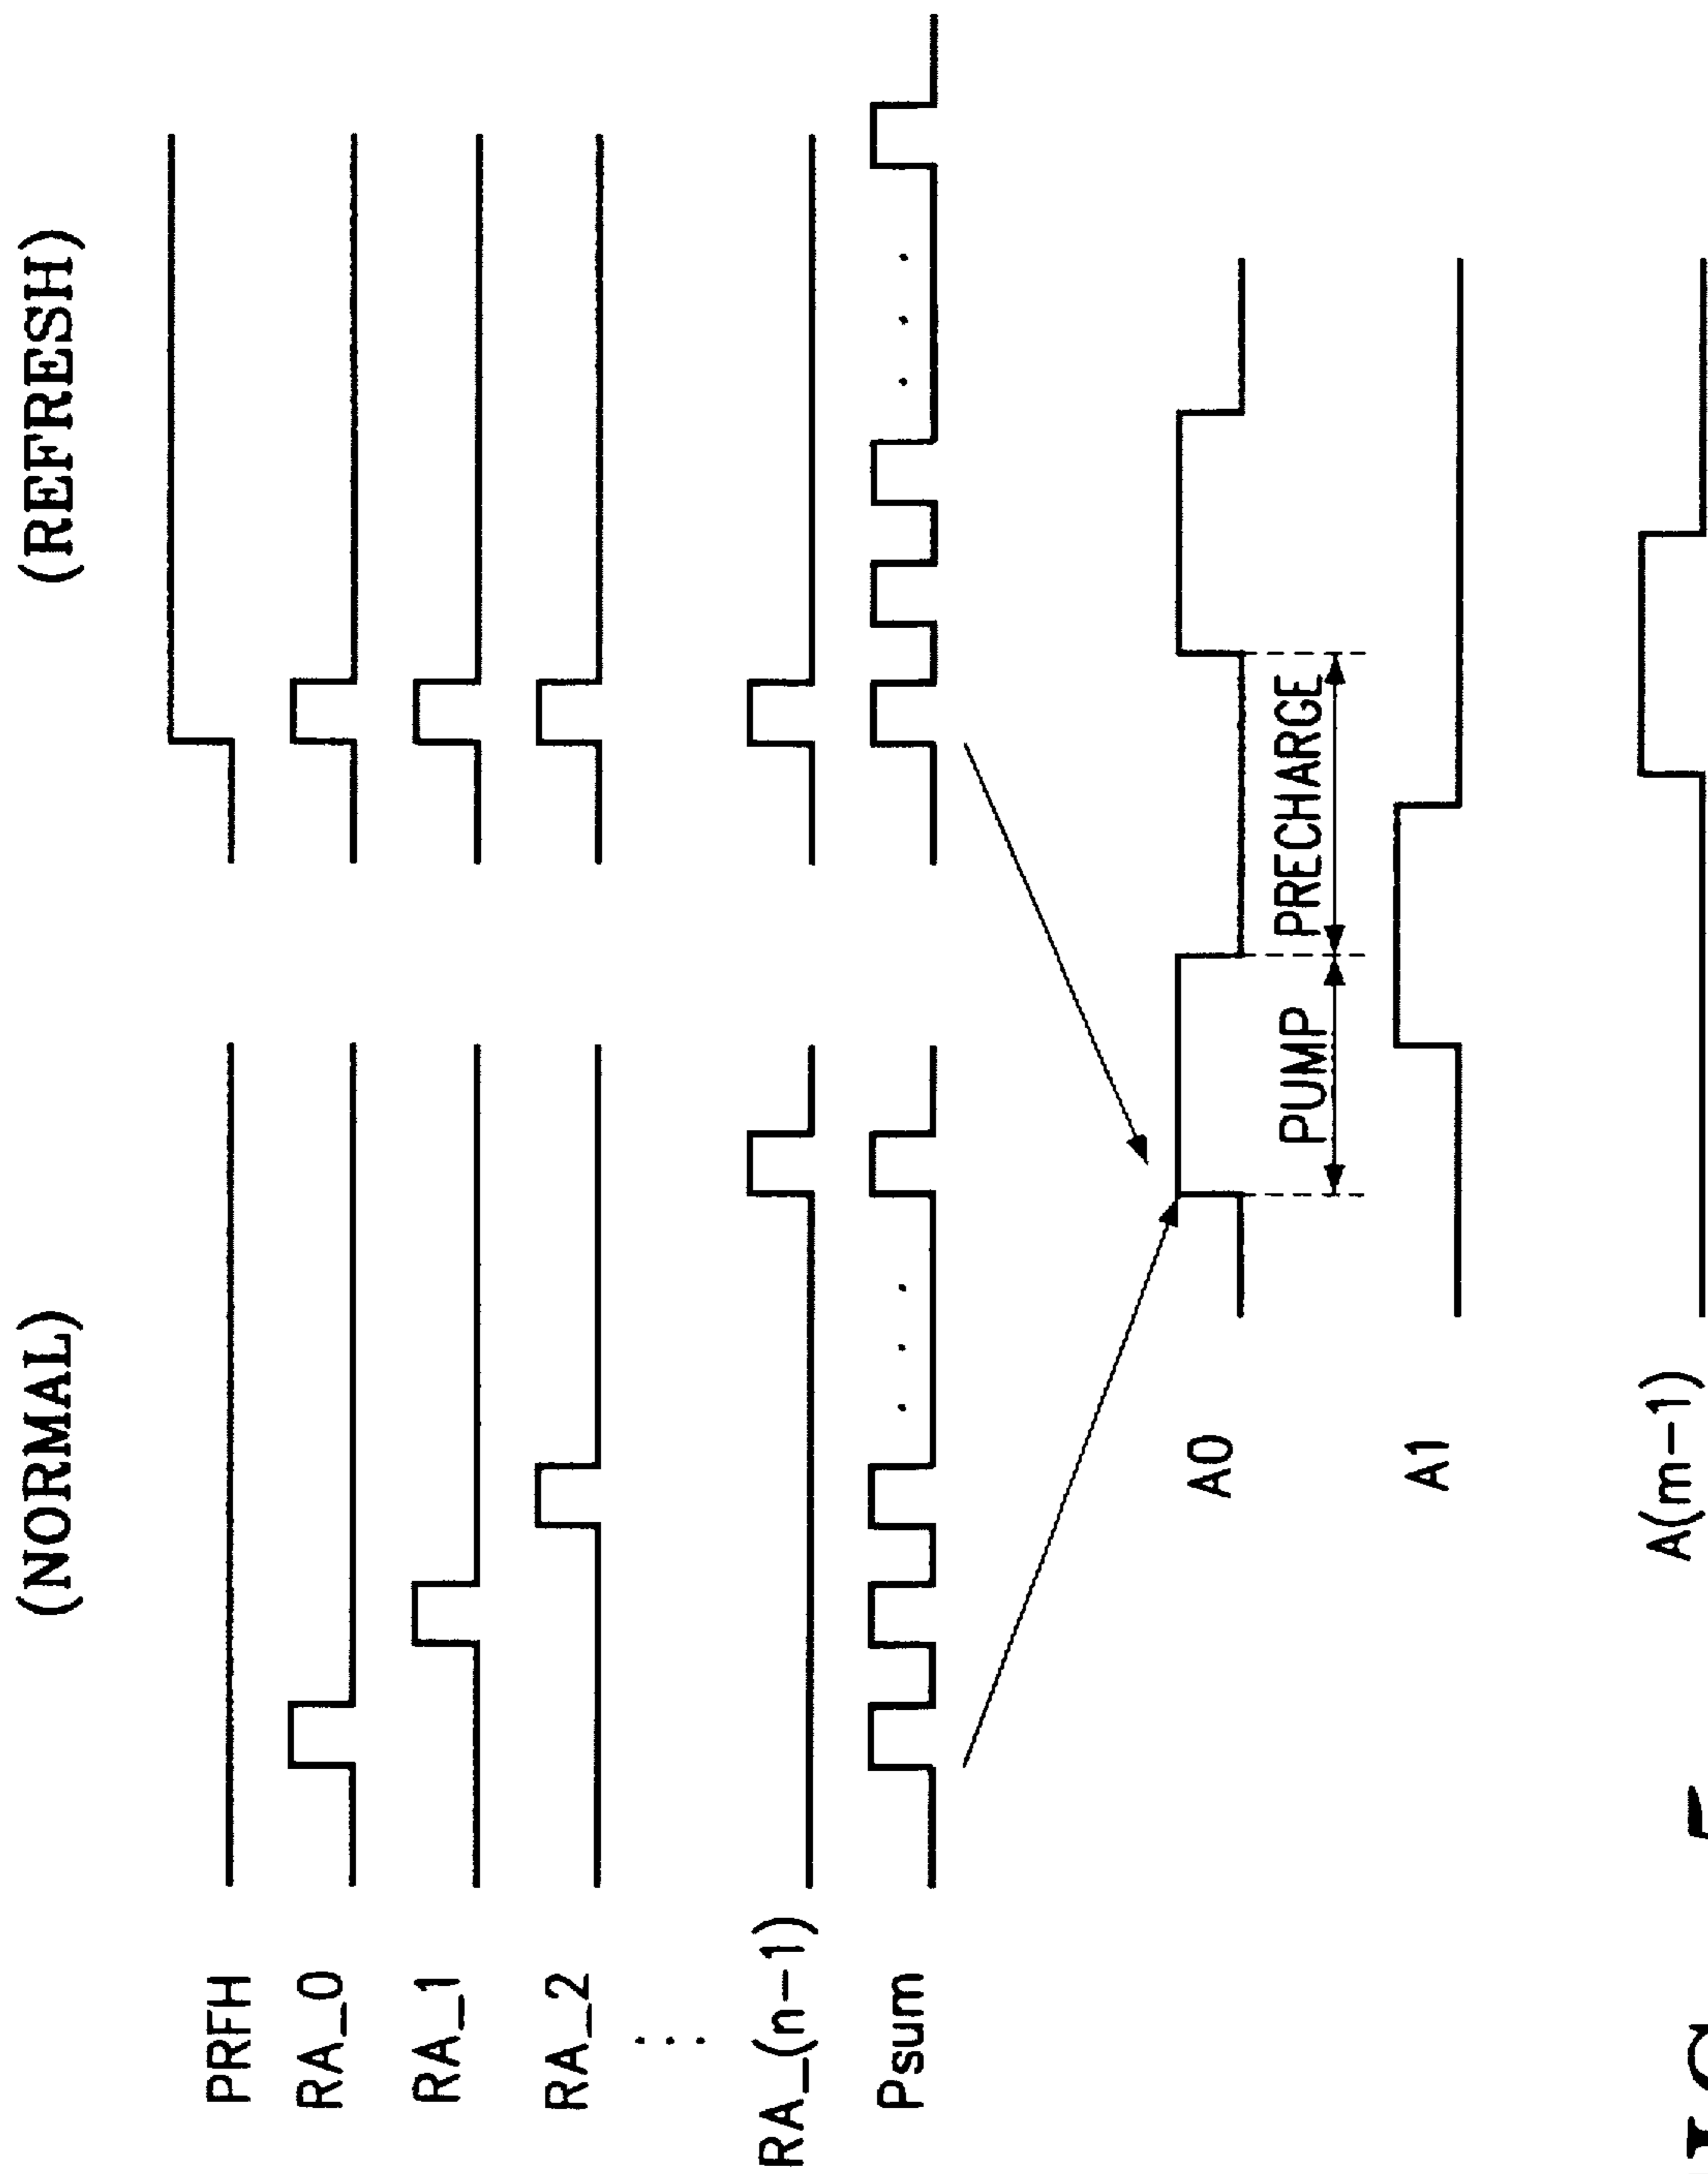 (NORMAL) (REFRESH)
PRFH
RA_0
RA_1
RA_2
RA_(n-1)
Psum
A0
PUMP PRECHARGE
A1
A(m-1)